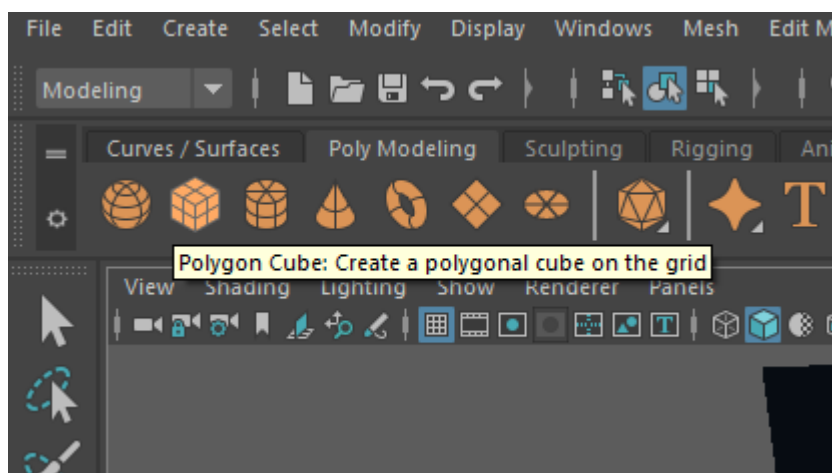 File Edit Create Select Modify Display Windows Mesh Edit M
Modeling
Curves / Surfaces Poly Modeling Sculpting Rigging Ani
T
Polygon Cube: Create a polygonal cube on the grid
View Shading Lighting Show Renderer Panels
T